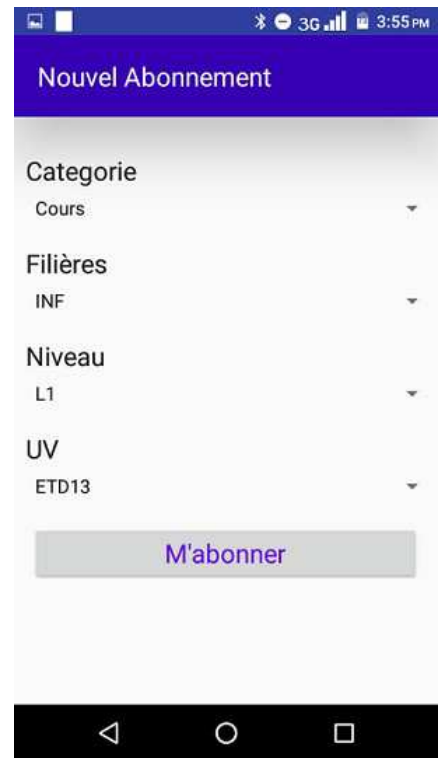 3G 3:55 PM
Nouvel Abonnement
Categorie
Cours
Filières
INF
Niveau
L1
UV
ETD13
M'abonner